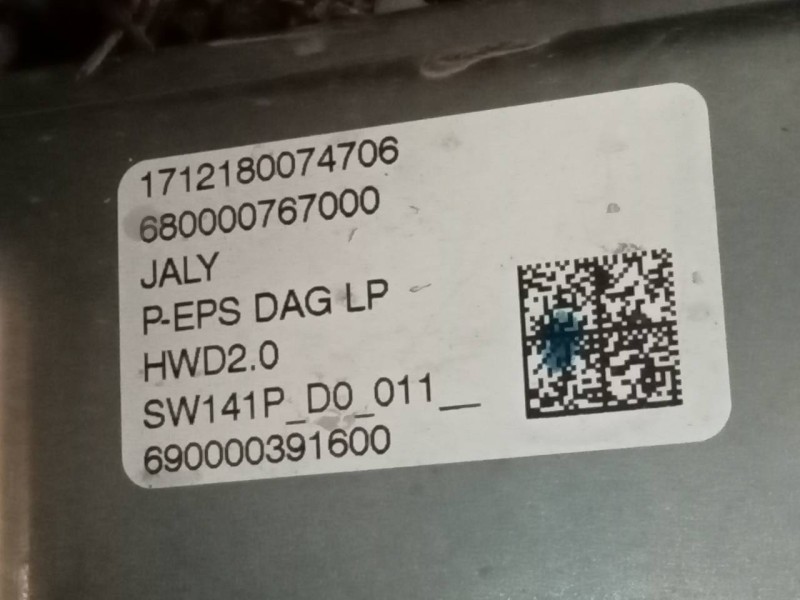 1712180074706
680000767000
JALY
P-EPS DAG LP
HWD2.0
SW141P_D0_011__
690000391600